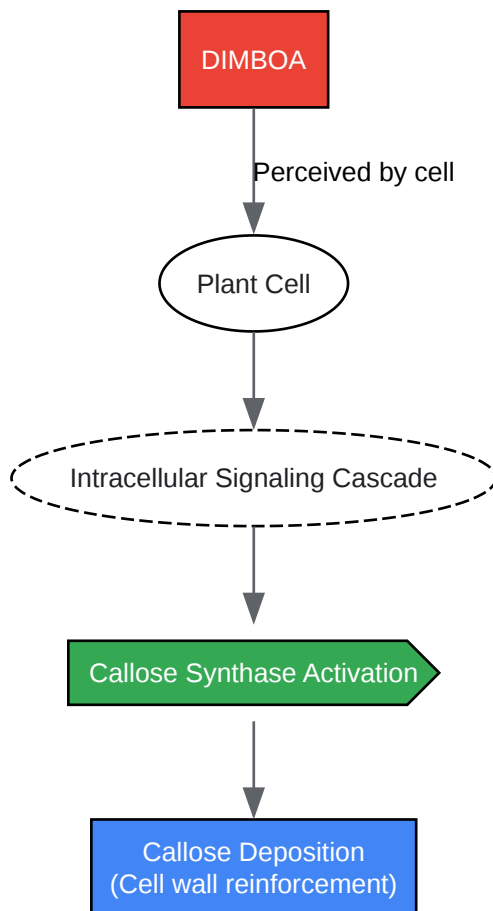 DIMBOA
Perceived by cell
Plant Cell
Intracellular Signaling Cascade
Callose Synthase Activation
Callose Deposition
(Cell wall reinforcement)